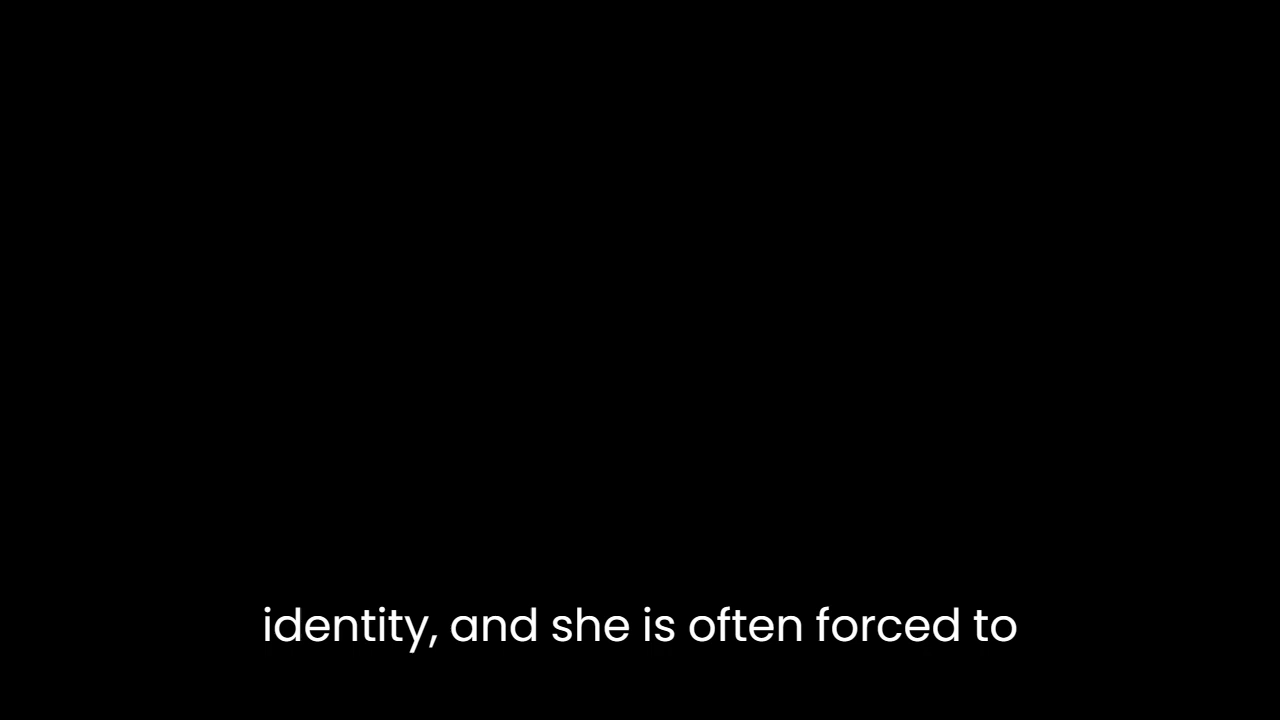 identity, and she is often forced to